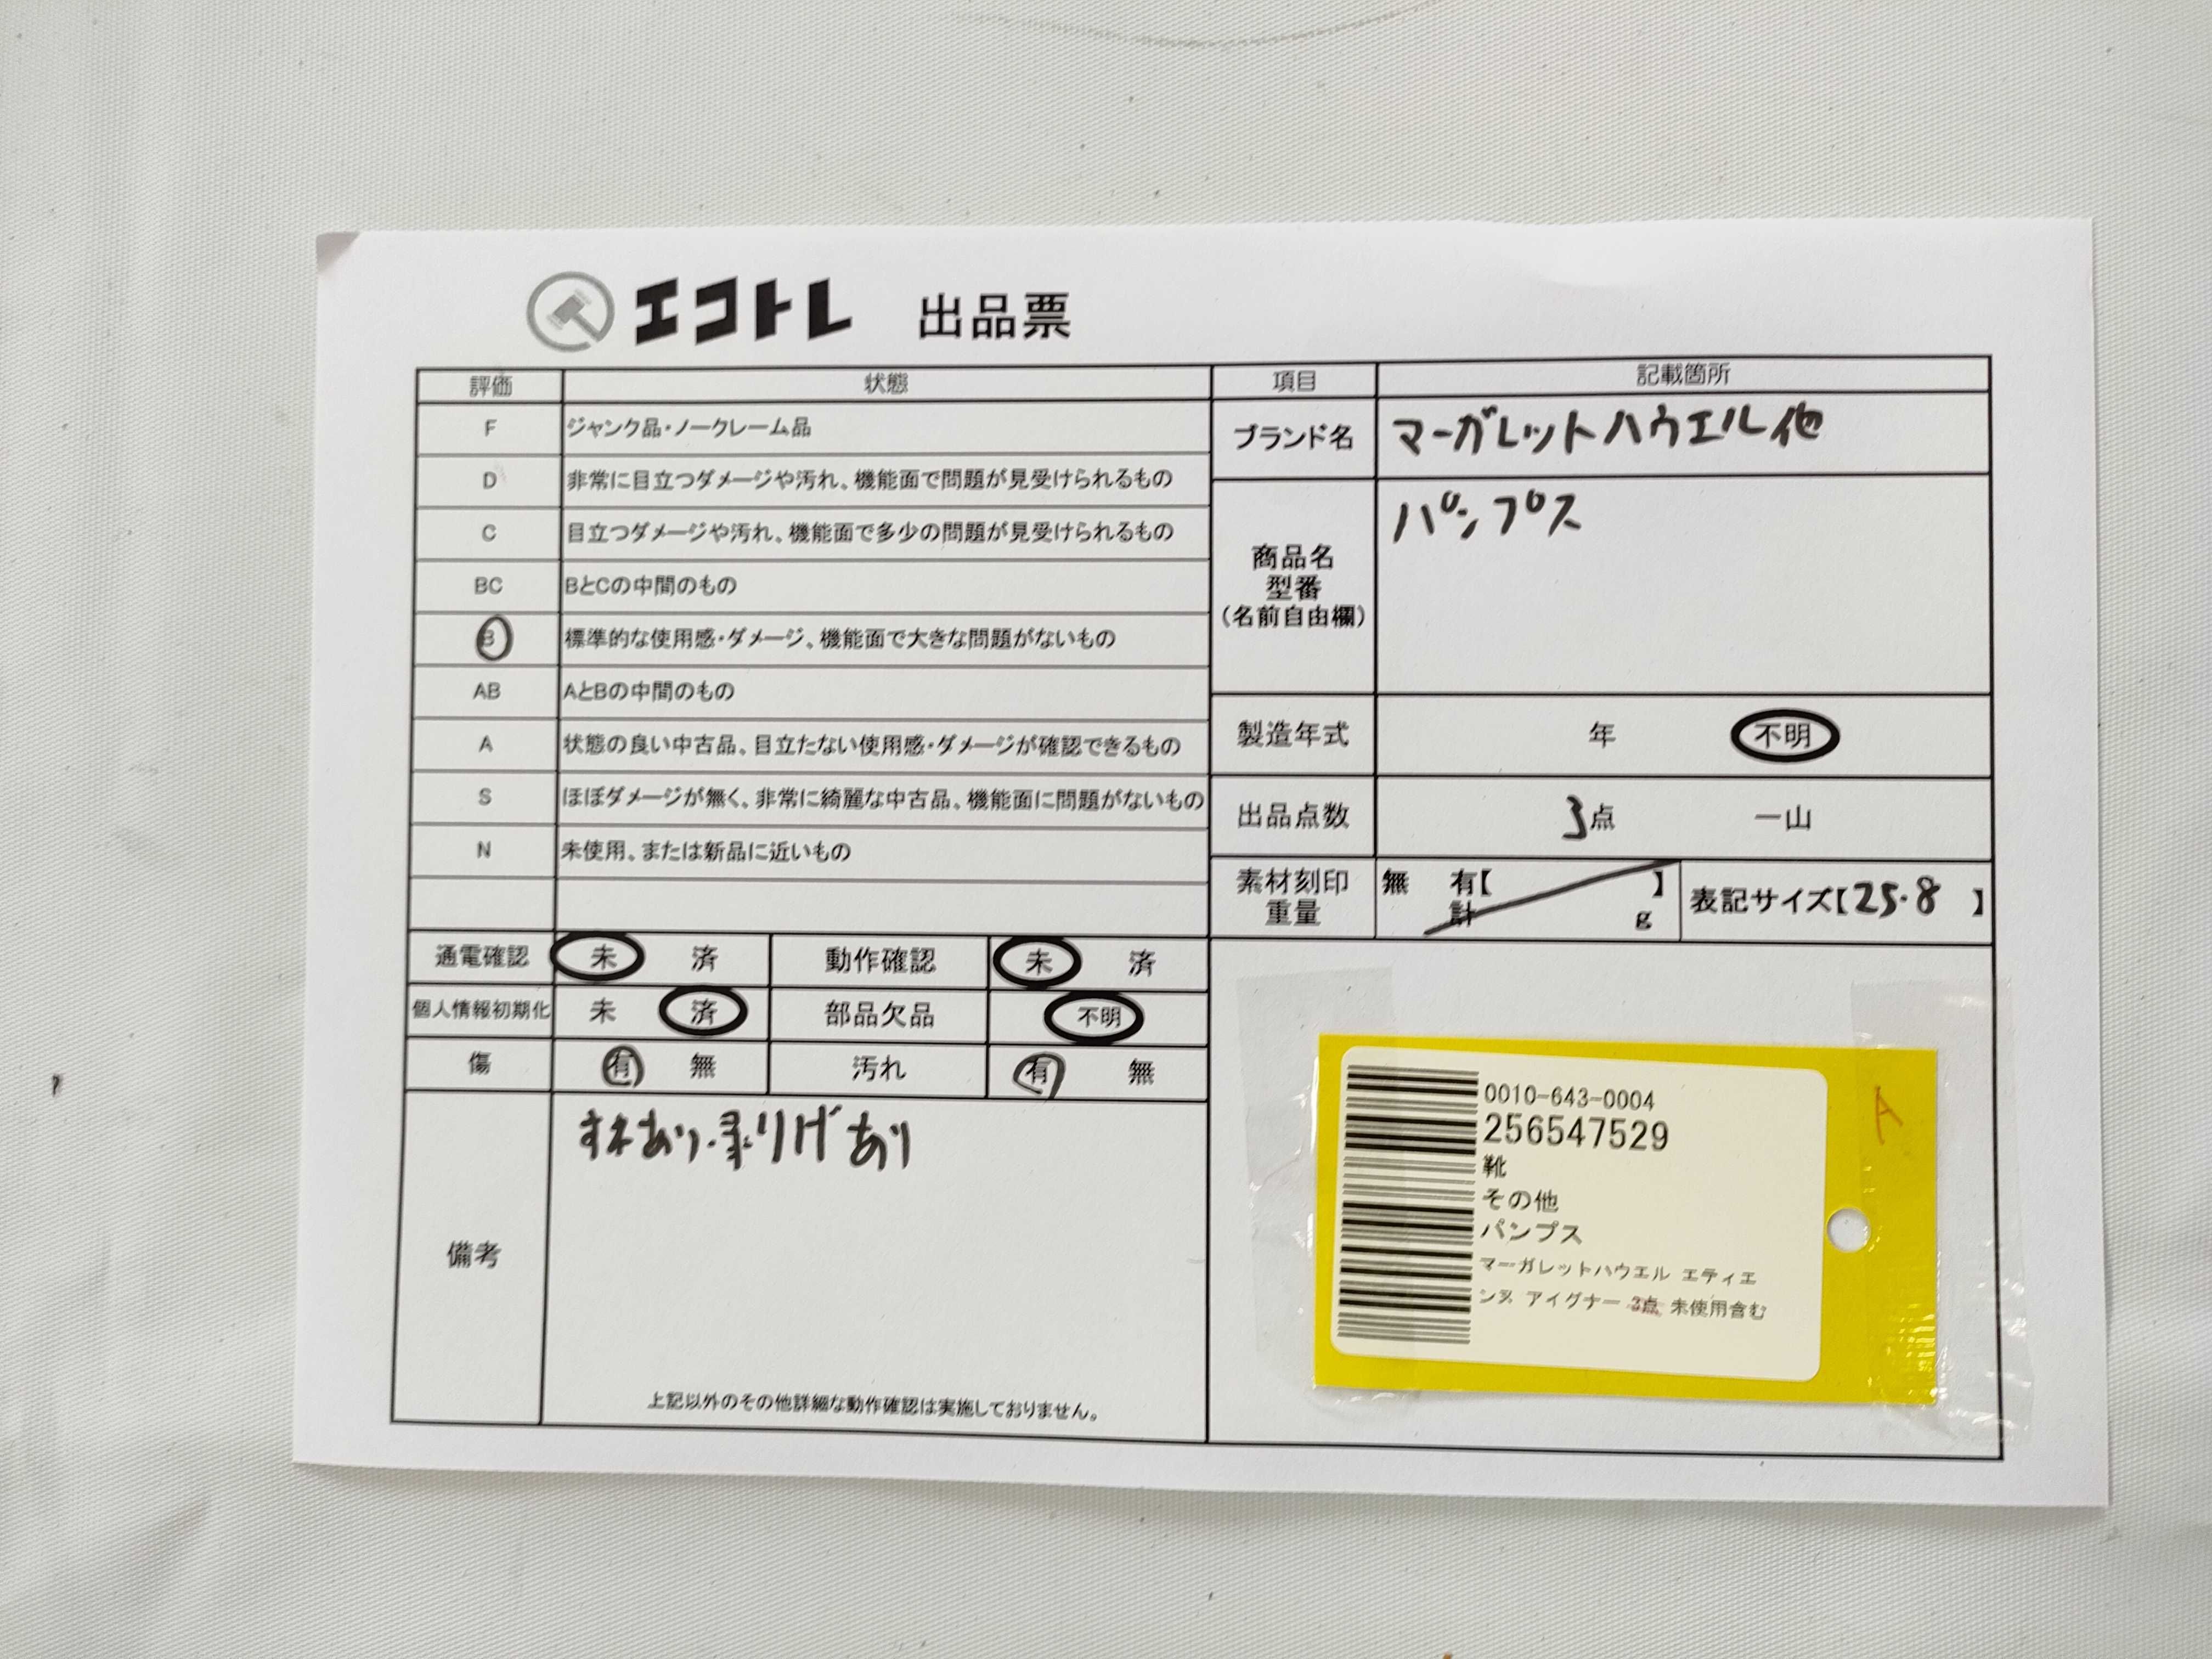 エコトレ 出品票
評価 状態
F ジャンク品・ノークレーム品
D 非常に目立つダメージや汚れ、機能面で問題が見受けられるもの
C 目立つダメージや汚れ、機能面で多少の問題が見受けられるもの
BC BとCの中間のもの
B 標準的な使用感・ダメージ、機能面で大きな問題がないもの
AB AとBの中間のもの
A 状態の良い中古品、目立たない使用感・ダメージが確認できるもの
S ほぼダメージが無く、非常に綺麗な中古品、機能面に問題がないもの
N 未使用、または新品に近いもの
通電確認 未 済 動作確認 未 済
個人情報初期化 未 済 部品欠品 不明
傷 有 無 汚れ 有 無
備考
すれあり
あり
上記以外のその他詳細な動作確認は実施しておりません。
項目 記載箇所
ブランド名 マーガレットハウエル他
商品名
型番
(名前自由欄)
パンプス
製造年式 年 不明
出品点数 3点 一山
素材刻印
重量
無 有【 】
計 g
表記サイズ【25.8 】
0010-643-0004
256547529
靴
その他
パンプス
マーガレットハウエル エティエ
ンヌ アイグナー 3点 未使用含む
A